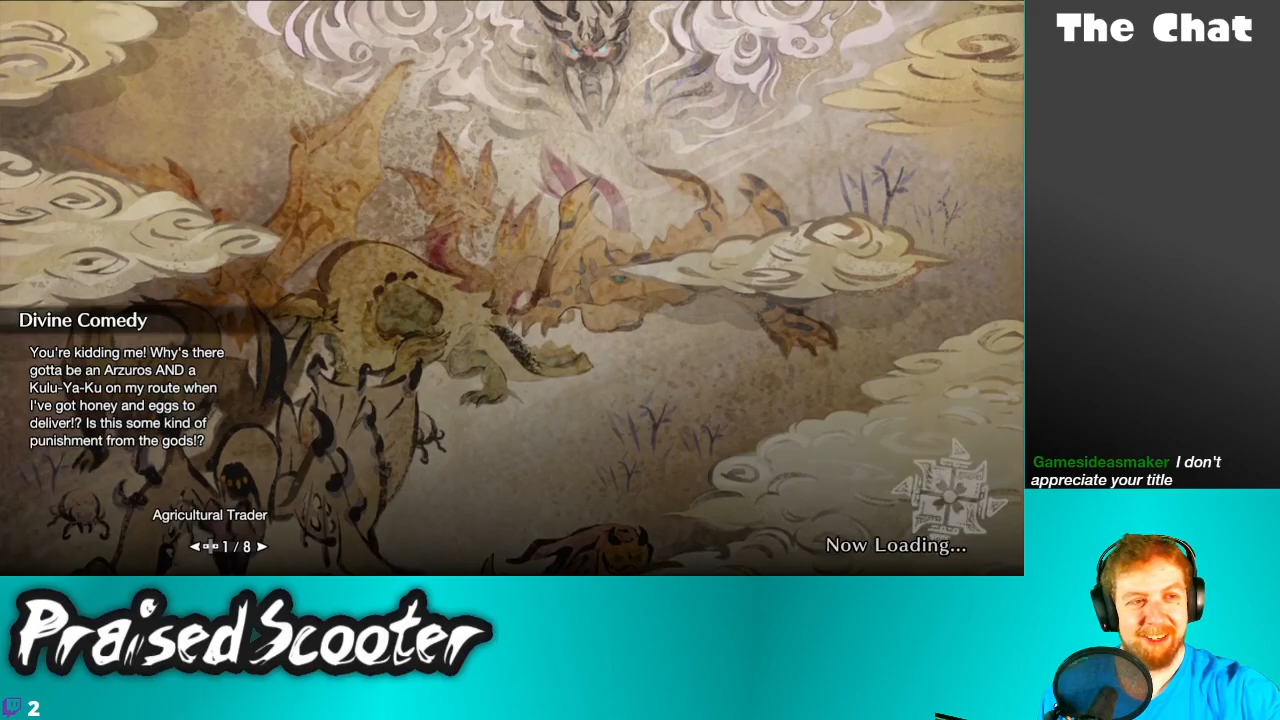 The Chat
Divine Comedy
You're kidding me! Why's there
gotta be an Arzuros AND a
Kulu-Ya-Ku on my route when
I've got honey and eggs to
deliver!? Is this some kind of
punishment from the gods!?
Agricultural Trader
1 / 8
Now Loading...
Gamesideasmaker I don't
appreciate your title
PraisedScooter
2